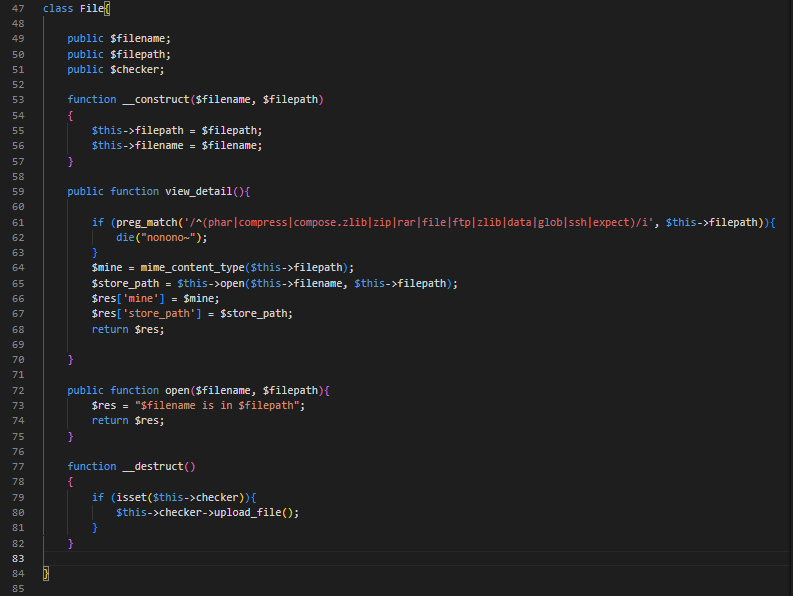 47 class File{
48
49 public $filename;
50 public $filepath;
51 public $checker;
52
53 function __construct($filename, $filepath)
54 {
55 $this->filepath = $filepath;
56 $this->filename = $filename;
57 }
58
59 public function view_detail(){
60
61 if (preg_match('/^(phar|compress|compose.zlib|zip|rar|file|ftp|zlib|data|glob|ssh|expect)/i', $this->filepath)){
62 die("nonono~");
63 }
64 $mine = mime_content_type($this->filepath);
65 $store_path = $this->open($this->filename, $this->filepath);
66 $res['mine'] = $mine;
67 $res['store_path'] = $store_path;
68 return $res;
69
70 }
71
72 public function open($filename, $filepath){
73 $res = "$filename is in $filepath";
74 return $res;
75 }
76
77 function __destruct()
78 {
79 if (isset($this->checker)){
80 $this->checker->upload_file();
81 }
82 }
83
84 }
85